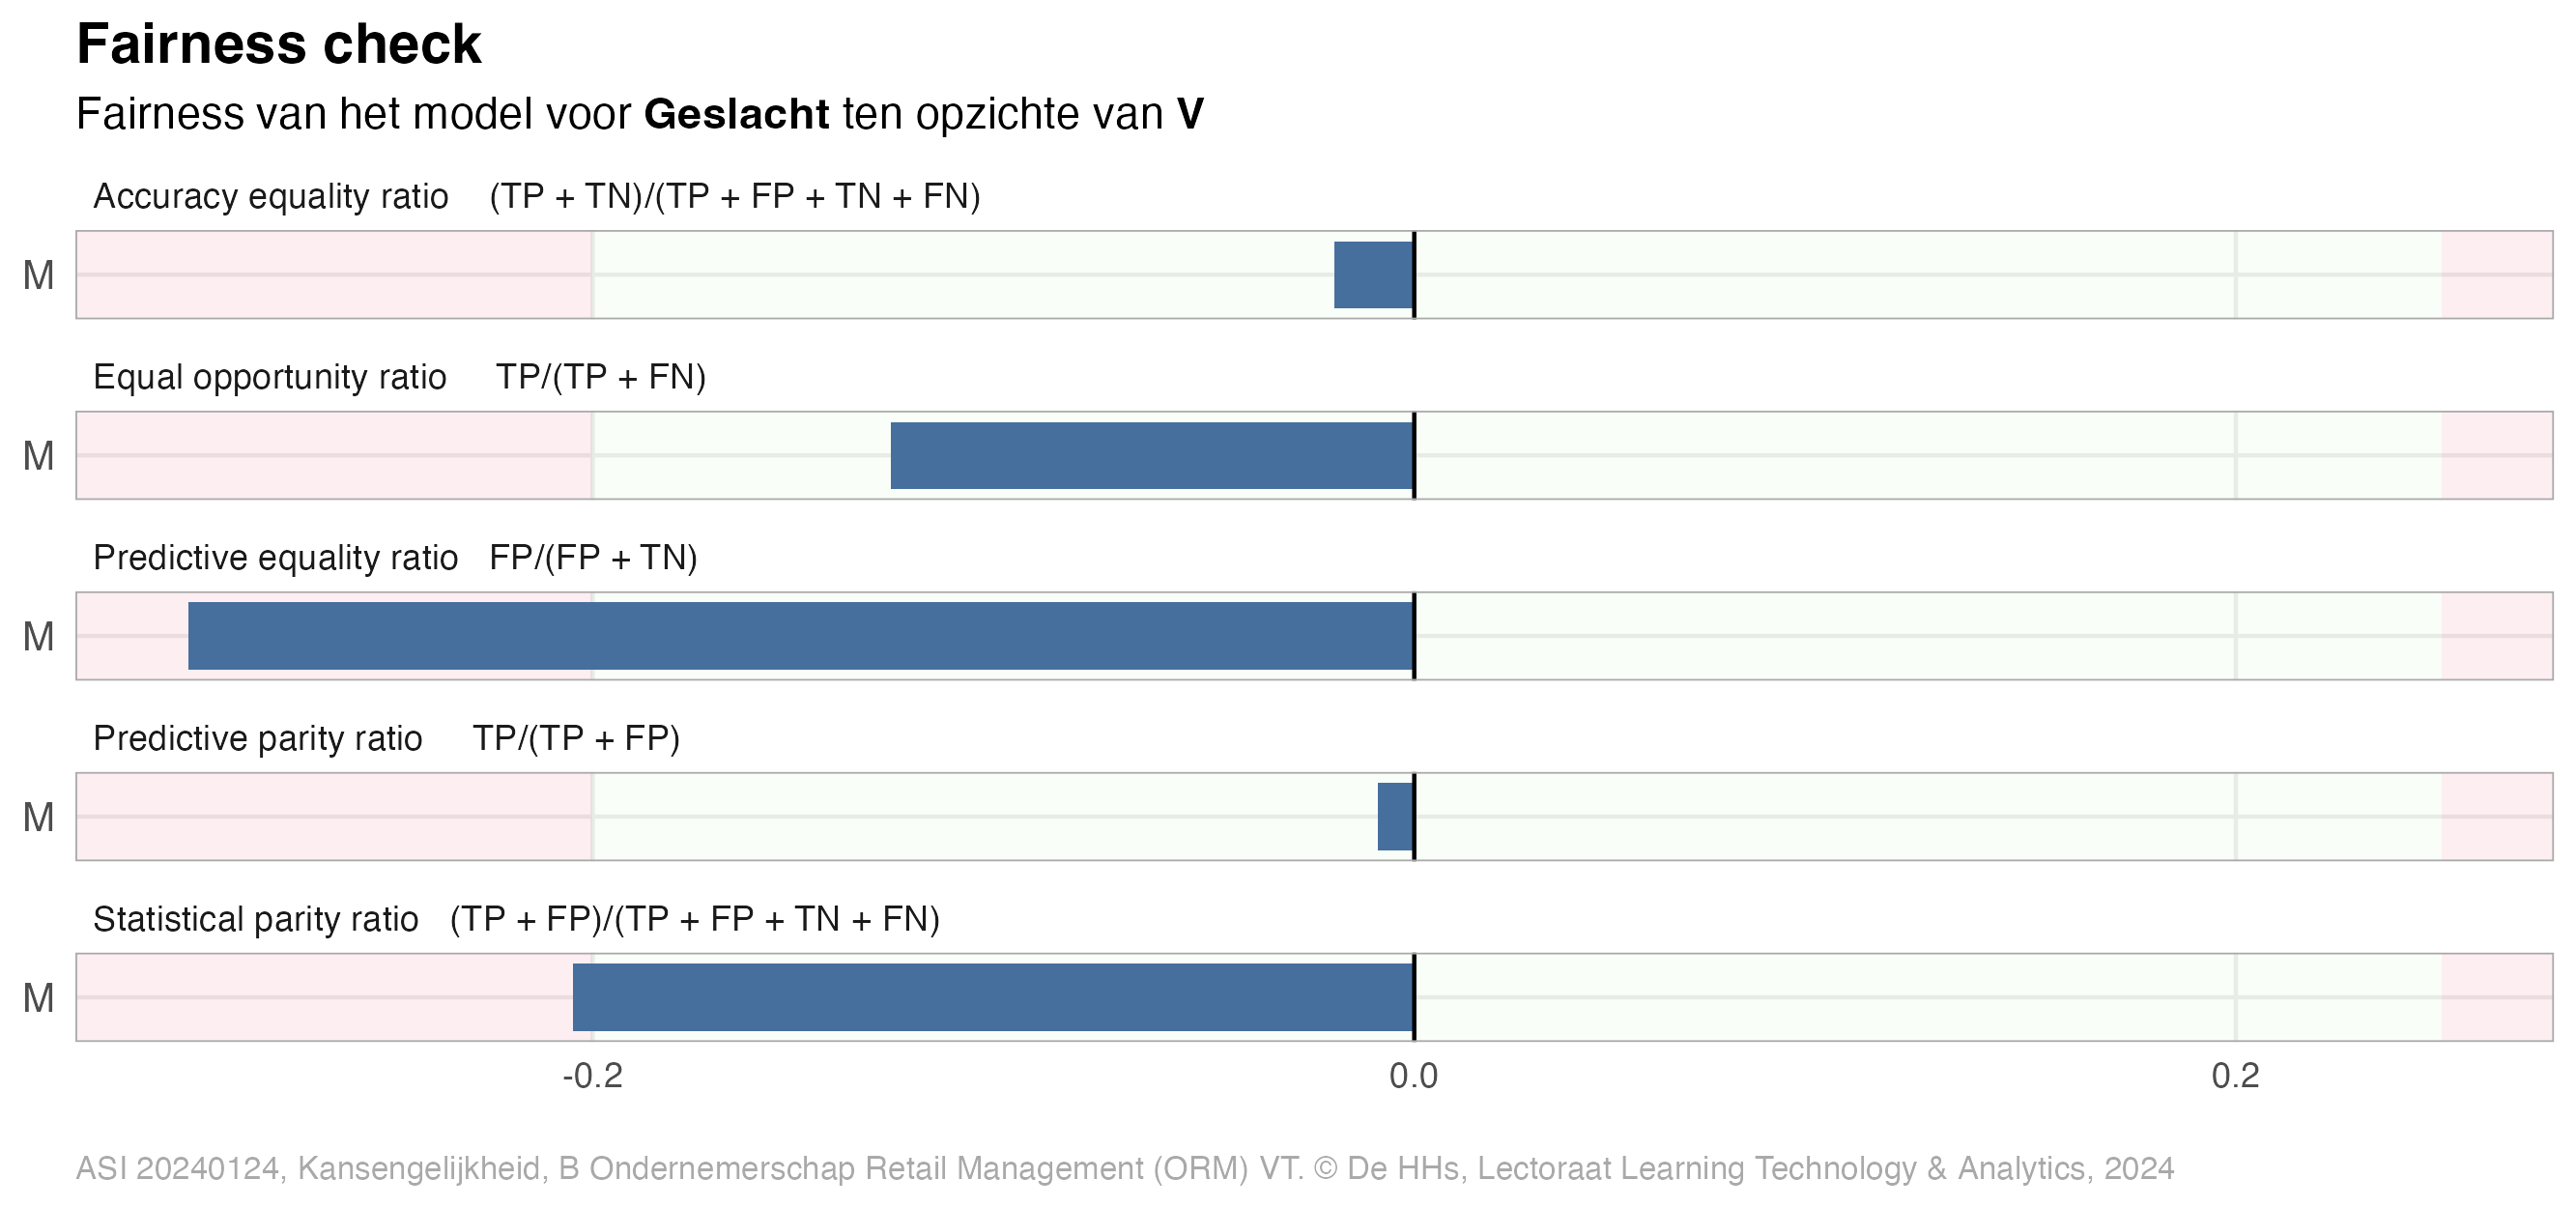 Fairness check
Fairness van het model voor Geslacht ten opzichte van V
Accuracy equality ratio (TP + TN)/(TP + FP + TN + FN)
M
Equal opportunity ratio TP/(TP + FN)
M
Predictive equality ratio FP/(FP + TN)
M
Predictive parity ratio TP/(TP + FP)
M
Statistical parity ratio (TP + FP)/(TP + FP + TN + FN)
M
-0.2 0.0 0.2
ASI 20240124, Kansengelijkheid, B Ondernemerschap Retail Management (ORM) VT. © De HHs, Lectoraat Learning Technology & Analytics, 2024